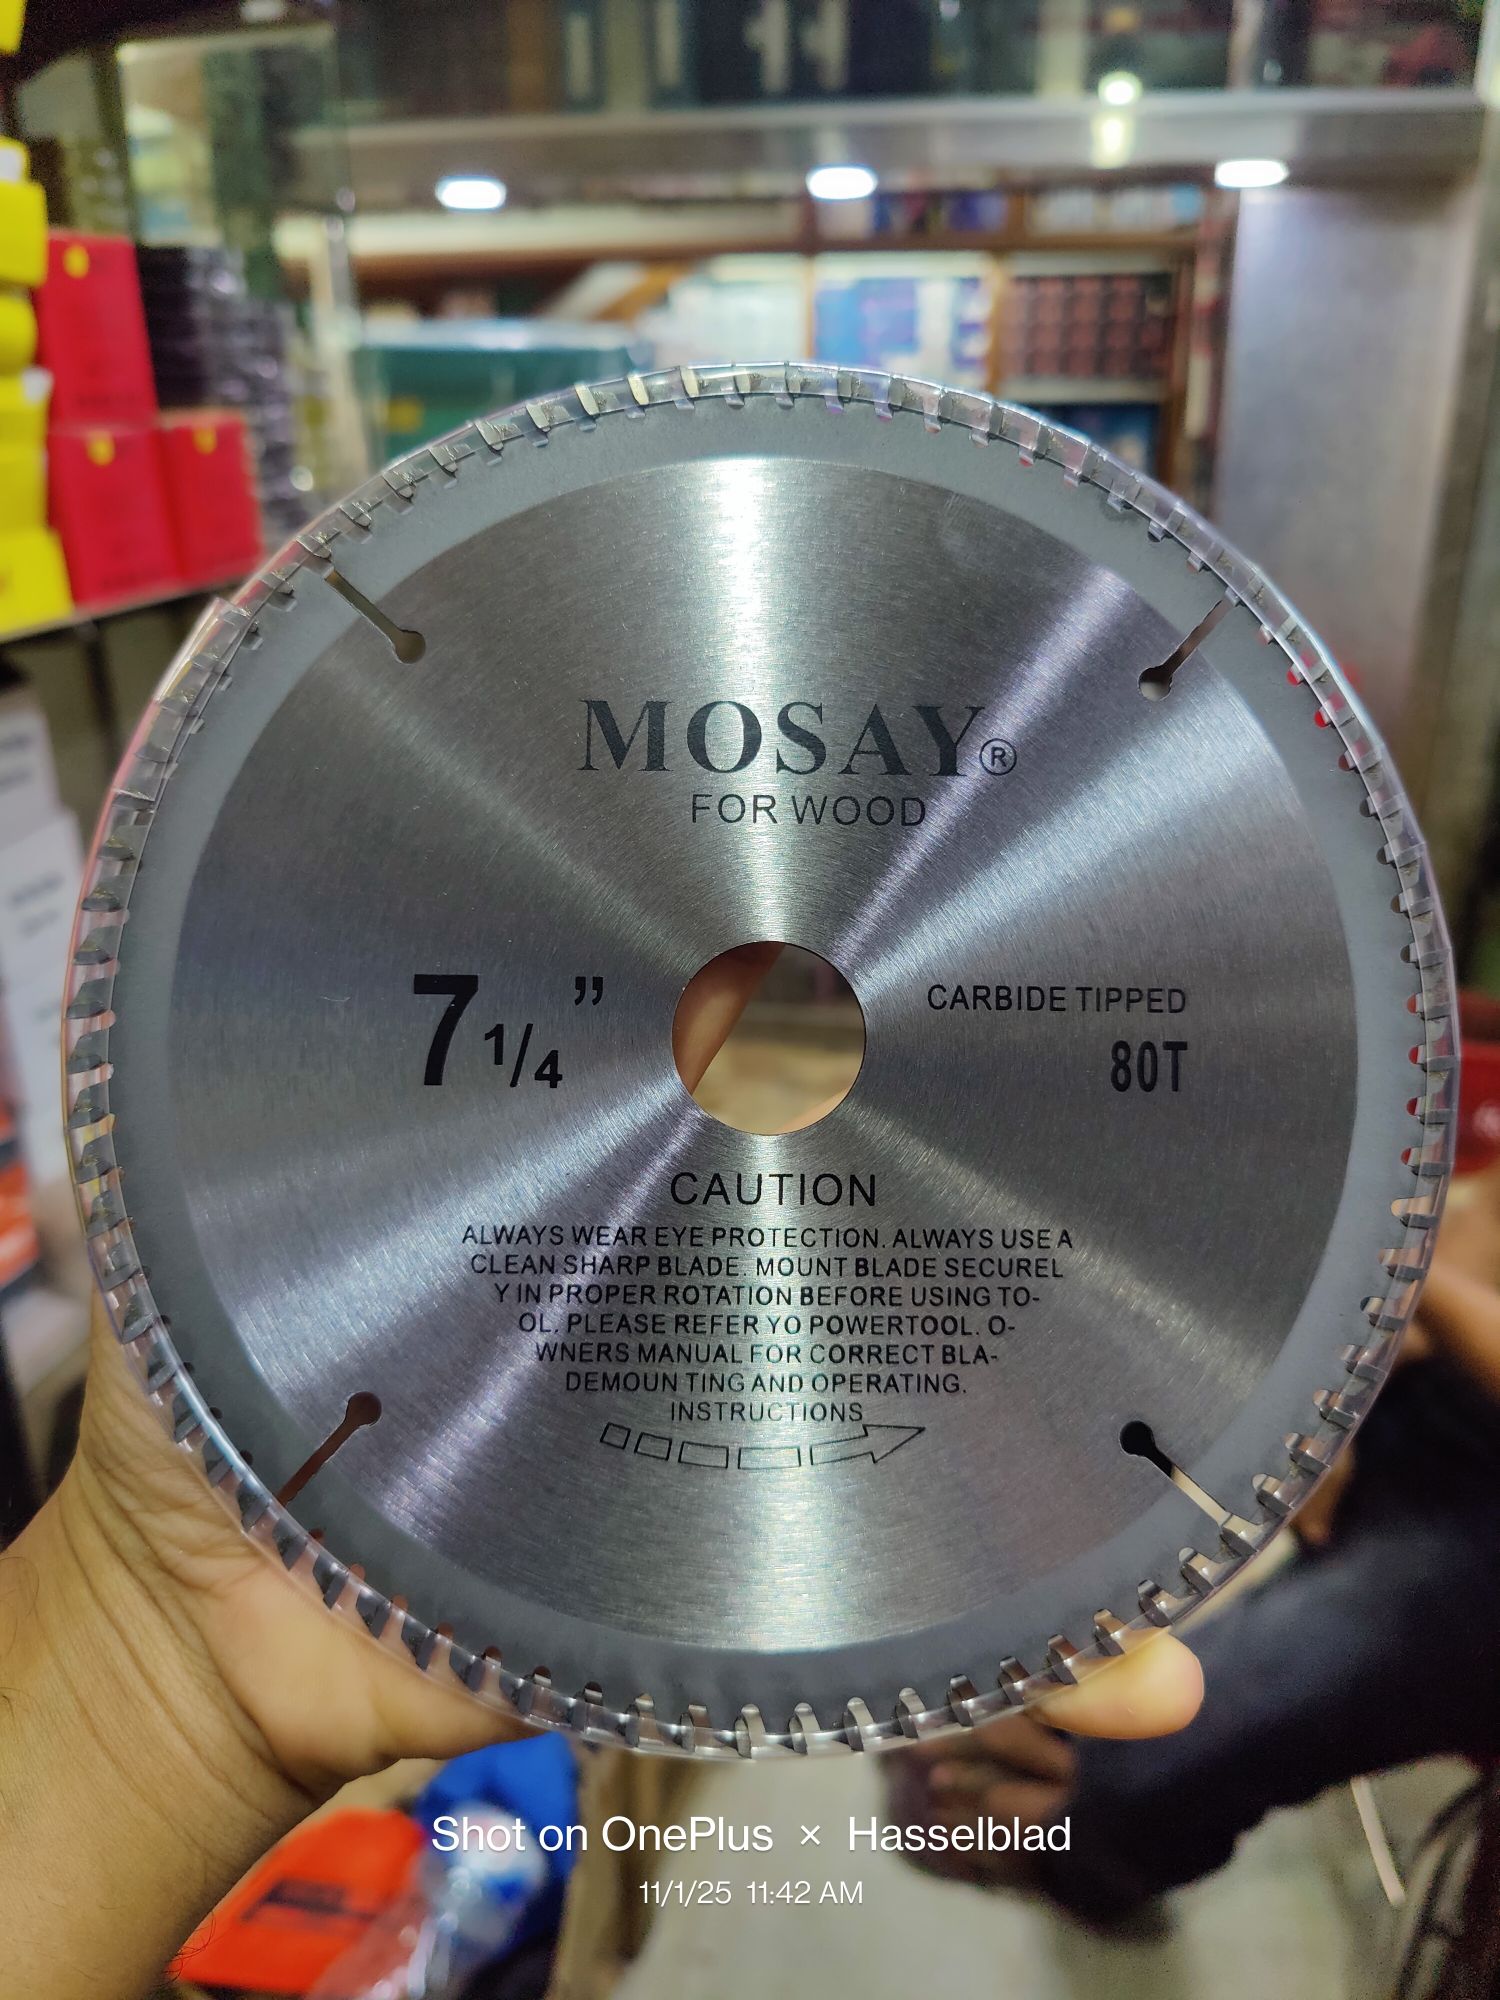 MOSAY®
FOR WOOD
7 1/4 ”
CARBIDE TIPPED
80T
CAUTION
ALWAYS WEAR EYE PROTECTION. ALWAYS USE A
CLEAN SHARP BLADE. MOUNT BLADE SECUREL
Y IN PROPER ROTATION BEFORE USING TO-
OL. PLEASE REFER YO POWERTOOL. O-
WNERS MANUAL FOR CORRECT BLA-
DEMOUN TING AND OPERATING.
INSTRUCTIONS
Shot on OnePlus × Hasselblad
11/1/25 11:42 AM